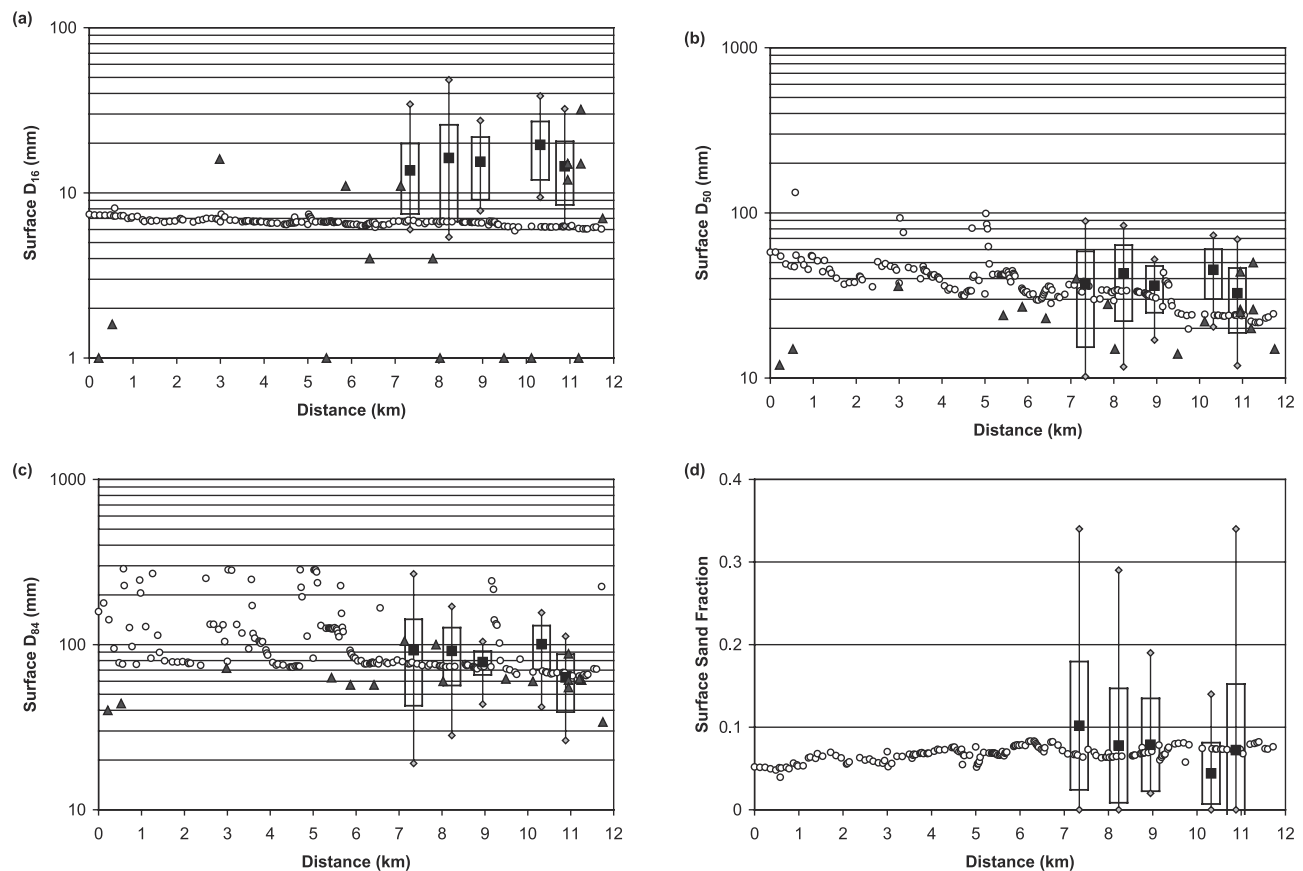 (a)
100
10
1
Surface D16 (mm)
0 1 2 3 4 5 6 7 8 9 10 11 12
Distance (km)
(b)
1000
100
10
Surface D50 (mm)
0 1 2 3 4 5 6 7 8 9 10 11 12
Distance (km)
(c)
1000
100
10
Surface D84 (mm)
0 1 2 3 4 5 6 7 8 9 10 11 12
Distance (km)
(d)
0.4
0.3
0.2
0.1
0
Surface Sand Fraction
0 1 2 3 4 5 6 7 8 9 10 11 12
Distance (km)